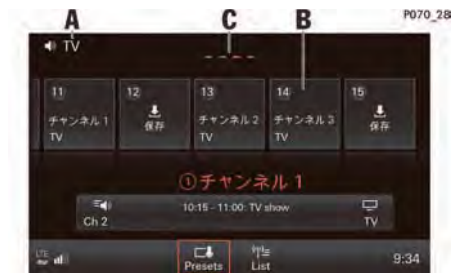 A
C
B
P070_28
TV
11
チャンネル 1
TV
12
保存
13
チャンネル 2
TV
14
チャンネル 3
TV
15
保存
①チャンネル 1
10:15 - 11:00: TV show
Ch 2
TV
LTE
Presets
List
9:34